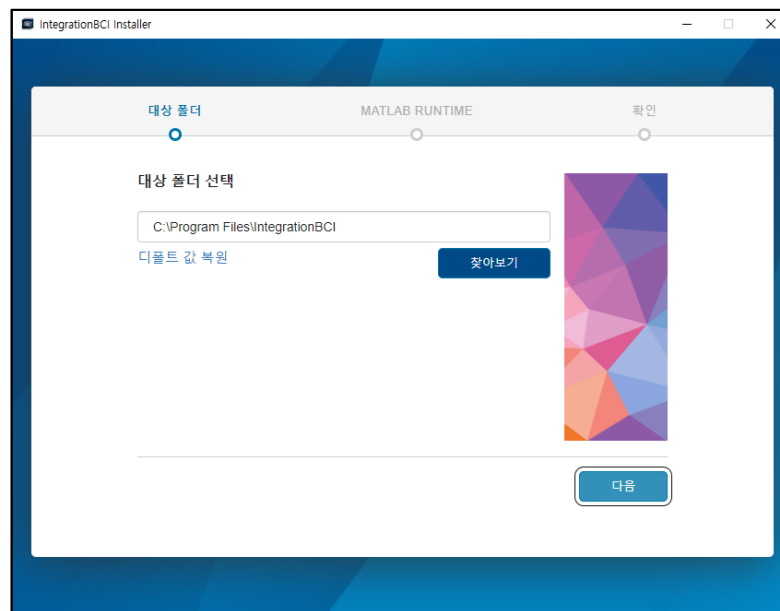 IntegrationBCI Installer
대상 폴더
MATLAB RUNTIME
확인
대상 폴더 선택
C:\Program Files\IntegrationBCI
디폴트 값 복원
찾아보기
다음